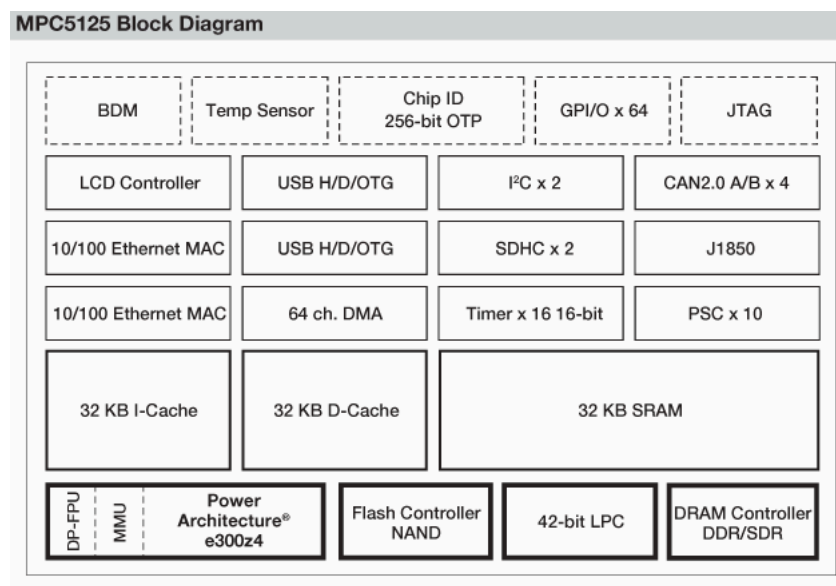 MPC5125 Block Diagram
BDM
Temp Sensor
Chip ID
256-bit OTP
GPI/O x 64
JTAG
LCD Controller
USB H/D/OTG
I²C x 2
CAN2.0 A/B x 4
10/100 Ethernet MAC
USB H/D/OTG
SDHC x 2
J1850
10/100 Ethernet MAC
64 ch. DMA
Timer x 16 16-bit
PSC x 10
32 KB I-Cache
32 KB D-Cache
32 KB SRAM
DP-FPU
MMU
Power
Architecture®
e300z4
Flash Controller
NAND
42-bit LPC
DRAM Controller
DDR/SDR